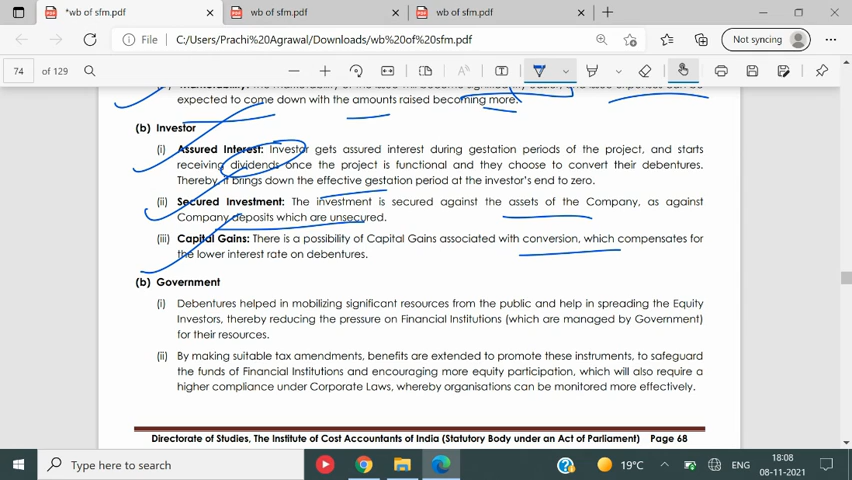 *wb of sfm.pdf
wb of sfm.pdf
wb of sfm.pdf
File
C:/Users/Prachi%20Agrawal/Downloads/wb%20of%20sfm.pdf
Not syncing
74 of 129
expected to come down with the amounts raised becoming more.
(b) Investor
(i) Assured Interest: Investor gets assured interest during gestation periods of the project, and starts
receiving dividends once the project is functional and they choose to convert their debentures.
Thereby, it brings down the effective gestation period at the investor's end to zero.
(ii) Secured Investment: The investment is secured against the assets of the Company, as against
Company deposits which are unsecured.
(iii) Capital Gains: There is a possibility of Capital Gains associated with conversion, which compensates for
the lower interest rate on debentures.
(b) Government
(i) Debentures helped in mobilizing significant resources from the public and help in spreading the Equity
Investors, thereby reducing the pressure on Financial Institutions (which are managed by Government)
for their resources.
(ii) By making suitable tax amendments, benefits are extended to promote these instruments, to safeguard
the funds of Financial Institutions and encouraging more equity participation, which will also require a
higher compliance under Corporate Laws, whereby organisations can be monitored more effectively.
Directorate of Studies, The Institute of Cost Accountants of India (Statutory Body under an Act of Parliament) Page 68
Type here to search
19°C
ENG
18:08
08-11-2021